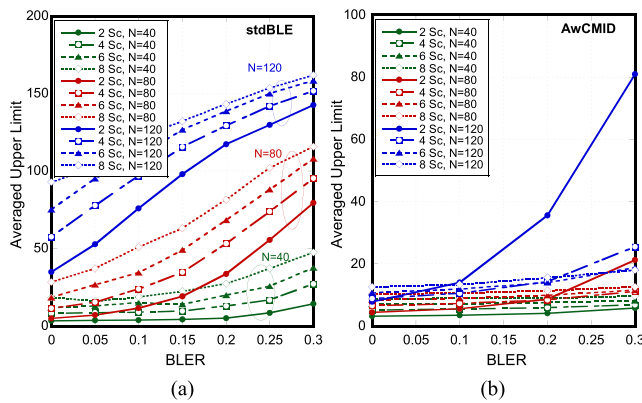 200
150
100
50
0
Averaged Upper Limit
stdBLE
2 Sc, N=40
4 Sc, N=40
6 Sc, N=40
8 Sc, N=40
2 Sc, N=80
4 Sc, N=80
6 Sc, N=80
8 Sc, N=80
2 Sc, N=120
4 Sc, N=120
6 Sc, N=120
8 Sc, N=120
N=120
N=80
N=40
0 0.05 0.1 0.15 0.2 0.25 0.3
BLER
(a)
100
80
60
40
20
0
Averaged Upper Limit
AwCMID
2 Sc, N=40
4 Sc, N=40
6 Sc, N=40
8 Sc, N=40
2 Sc, N=80
4 Sc, N=80
6 Sc, N=80
8 Sc, N=80
2 Sc, N=120
4 Sc, N=120
6 Sc, N=120
8 Sc, N=120
0 0.05 0.1 0.15 0.2 0.25 0.3
BLER
(b)